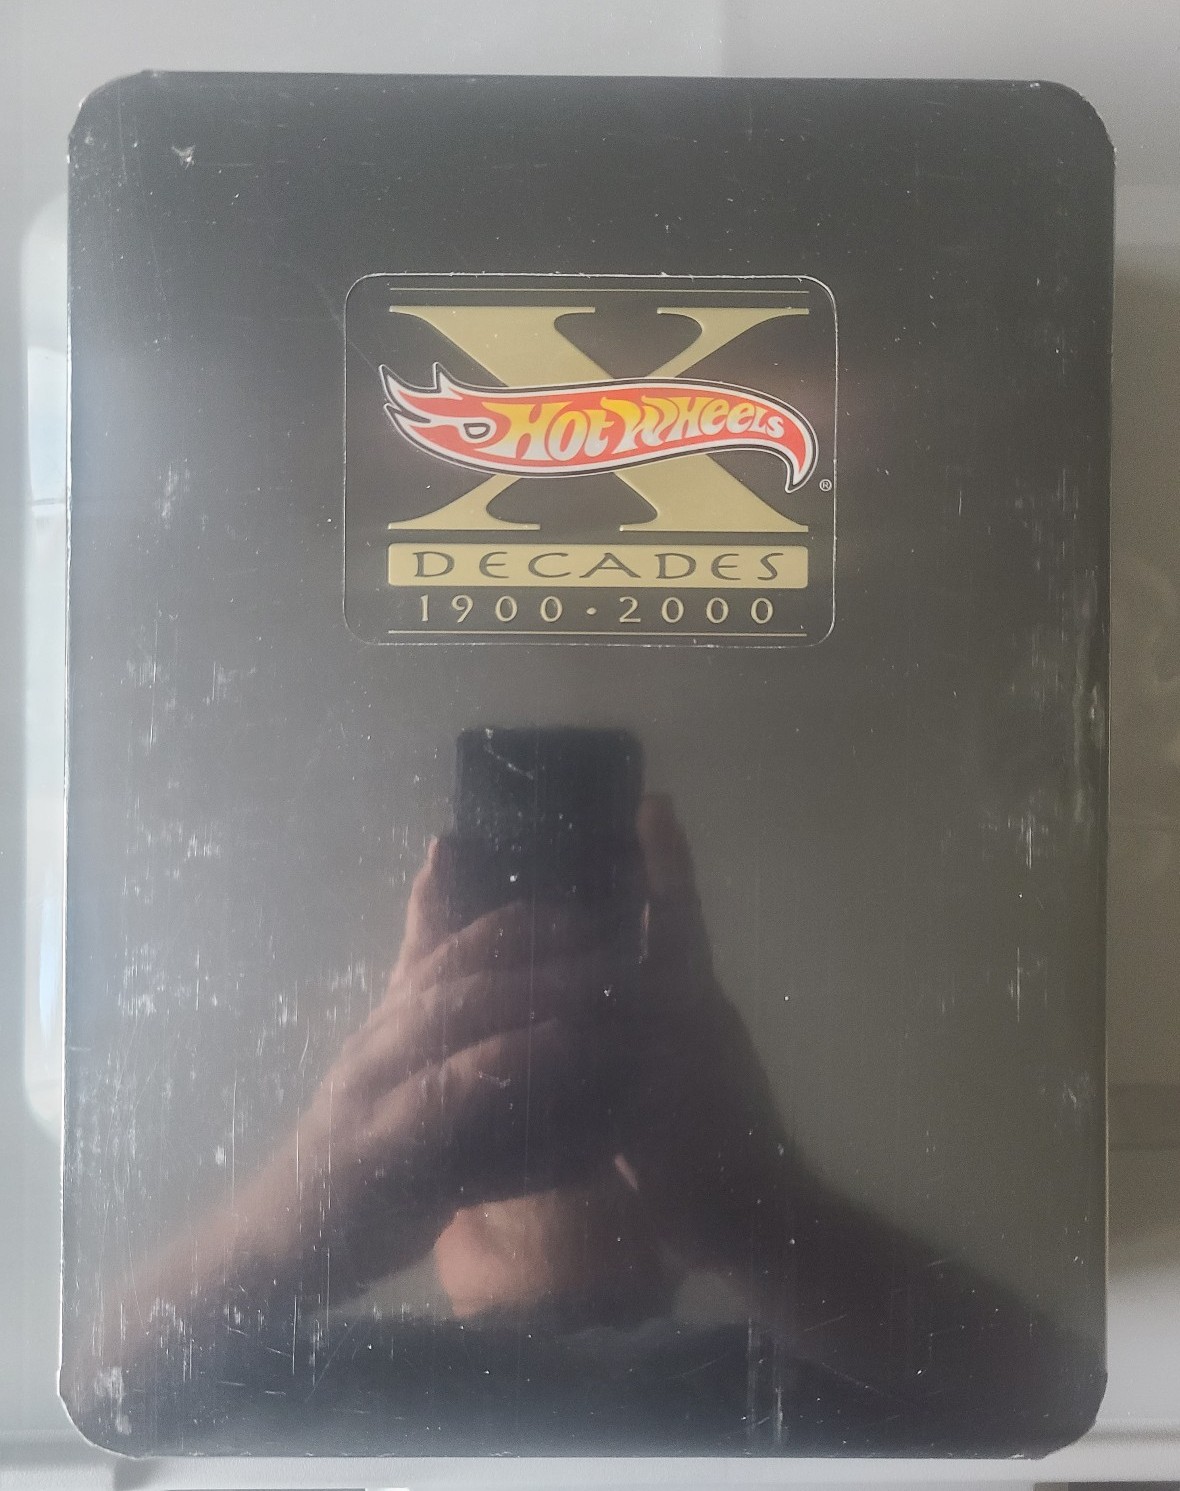 X
Hot Wheels
®
DECADES
1900 • 2000